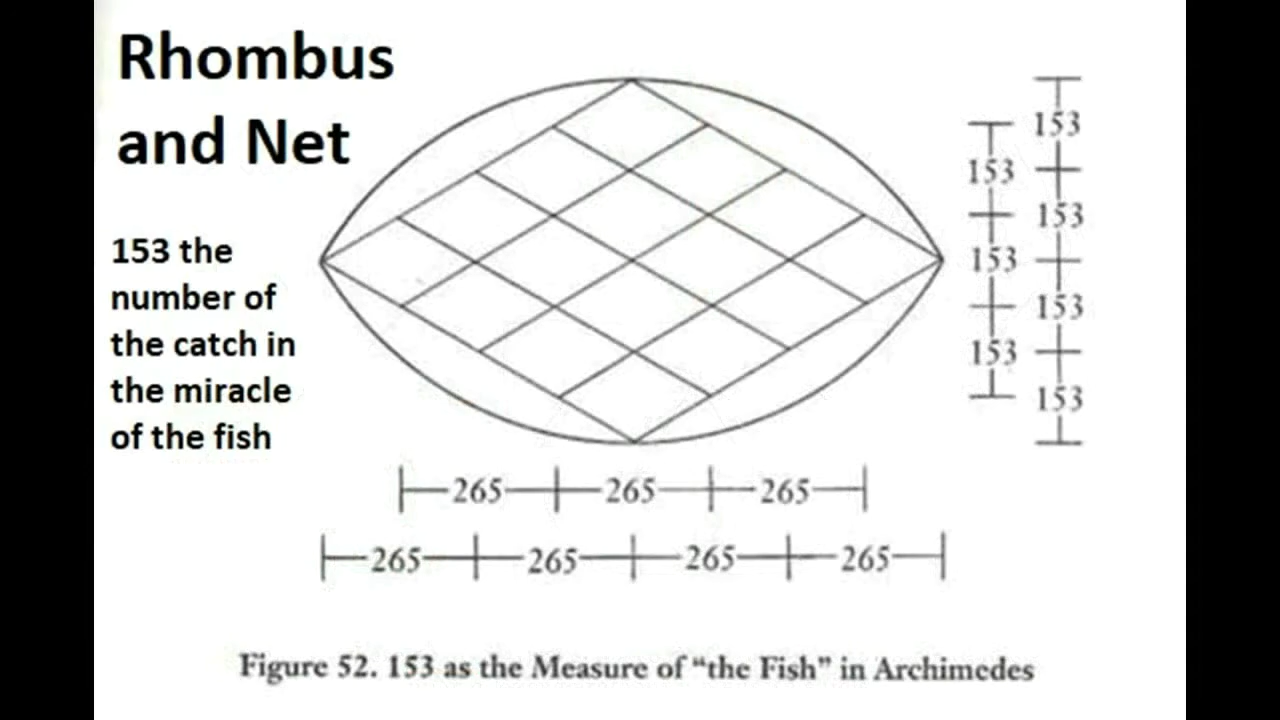 Rhombus
and Net
153 the
number of
the catch in
the miracle
of the fish
153
153
153
153
153
153
153
265 265 265
265 265 265 265
Figure 52. 153 as the Measure of “the Fish” in Archimedes